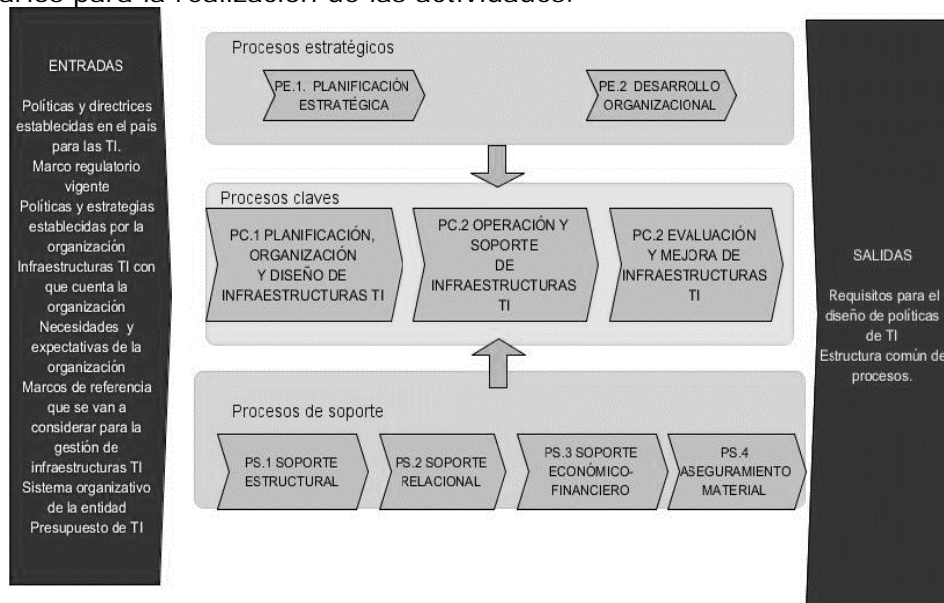 para la realización de las actividades.
ENTRADAS
Políticas y directrices
establecidas en el país
para las TI.
Marco regulatorio
vigente
Políticas y estrategias
establecidas por la
organización
Infraestructuras TI con
que cuenta la
organización
Necesidades y
expectativas de la
organización
Marcos de referencia
que se van a
considerar para la
gestión de
infraestructuras TI
Sistema organizativo
de la entidad
Presupuesto de TI
Procesos estratégicos
PE.1. PLANIFICACIÓN
ESTRATÉGICA
PE.2 DESARROLLO
ORGANIZACIONAL
Procesos claves
PC.1 PLANIFICACIÓN,
ORGANIZACIÓN
Y DISEÑO DE
INFRAESTRUCTURAS TI
PC.2 OPERACIÓN Y
SOPORTE
DE
INFRAESTRUCTURAS
TI
PC.2 EVALUACIÓN
Y MEJORA DE
INFRAESTRUCTURAS
TI
Procesos de soporte
PS.1 SOPORTE
ESTRUCTURAL
PS.2 SOPORTE
RELACIONAL
PS.3 SOPORTE
ECONÓMICO-
FINANCIERO
PS.4
ASEGURAMIENTO
MATERIAL
SALIDAS
Requisitos para el
diseño de políticas
de TI
Estructura común de
procesos.